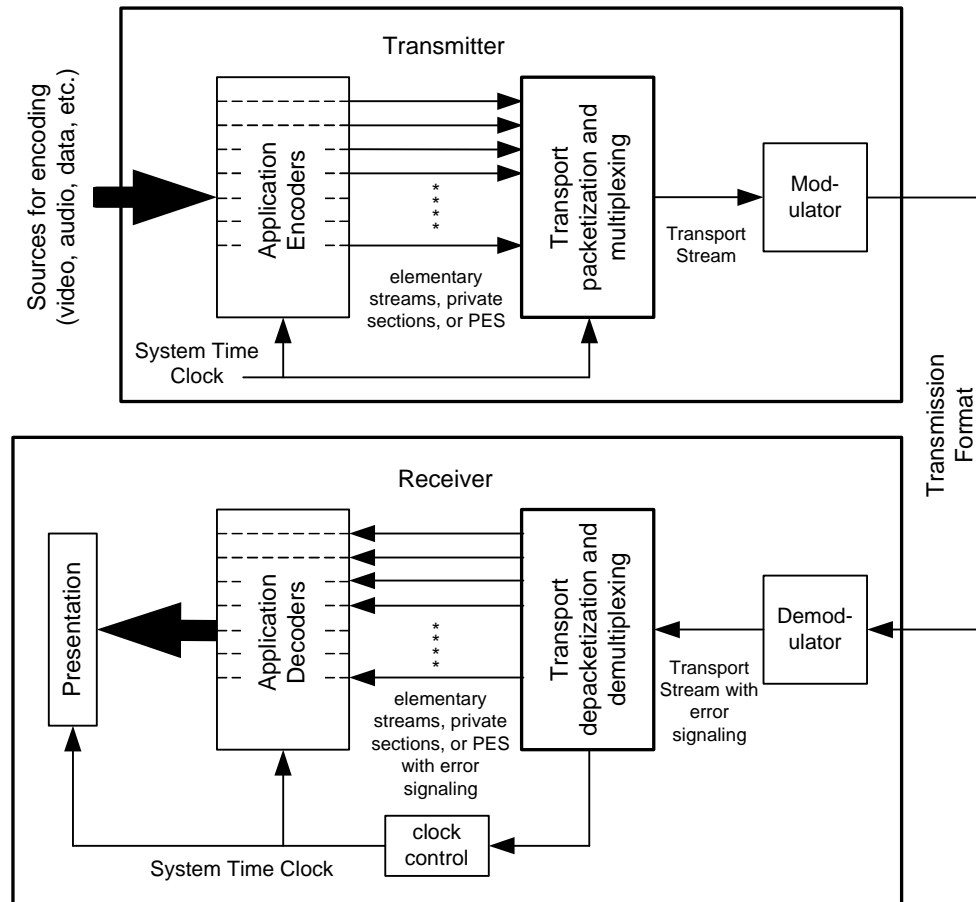 Transmitter
Sources for encoding
(video, audio, data, etc.)
Application
Encoders
****
elementary
streams, private
sections, or PES
Transport
packetization and
multiplexing
Transport
Stream
Mod-
ulator
System Time
Clock
Transmission
Format
Receiver
Presentation
Application
Decoders
****
elementary
streams, private
sections, or PES
with error
signaling
Transport
depacketization and
demultiplexing
Transport
Stream with
error
signaling
Demod-
ulator
clock
control
System Time Clock